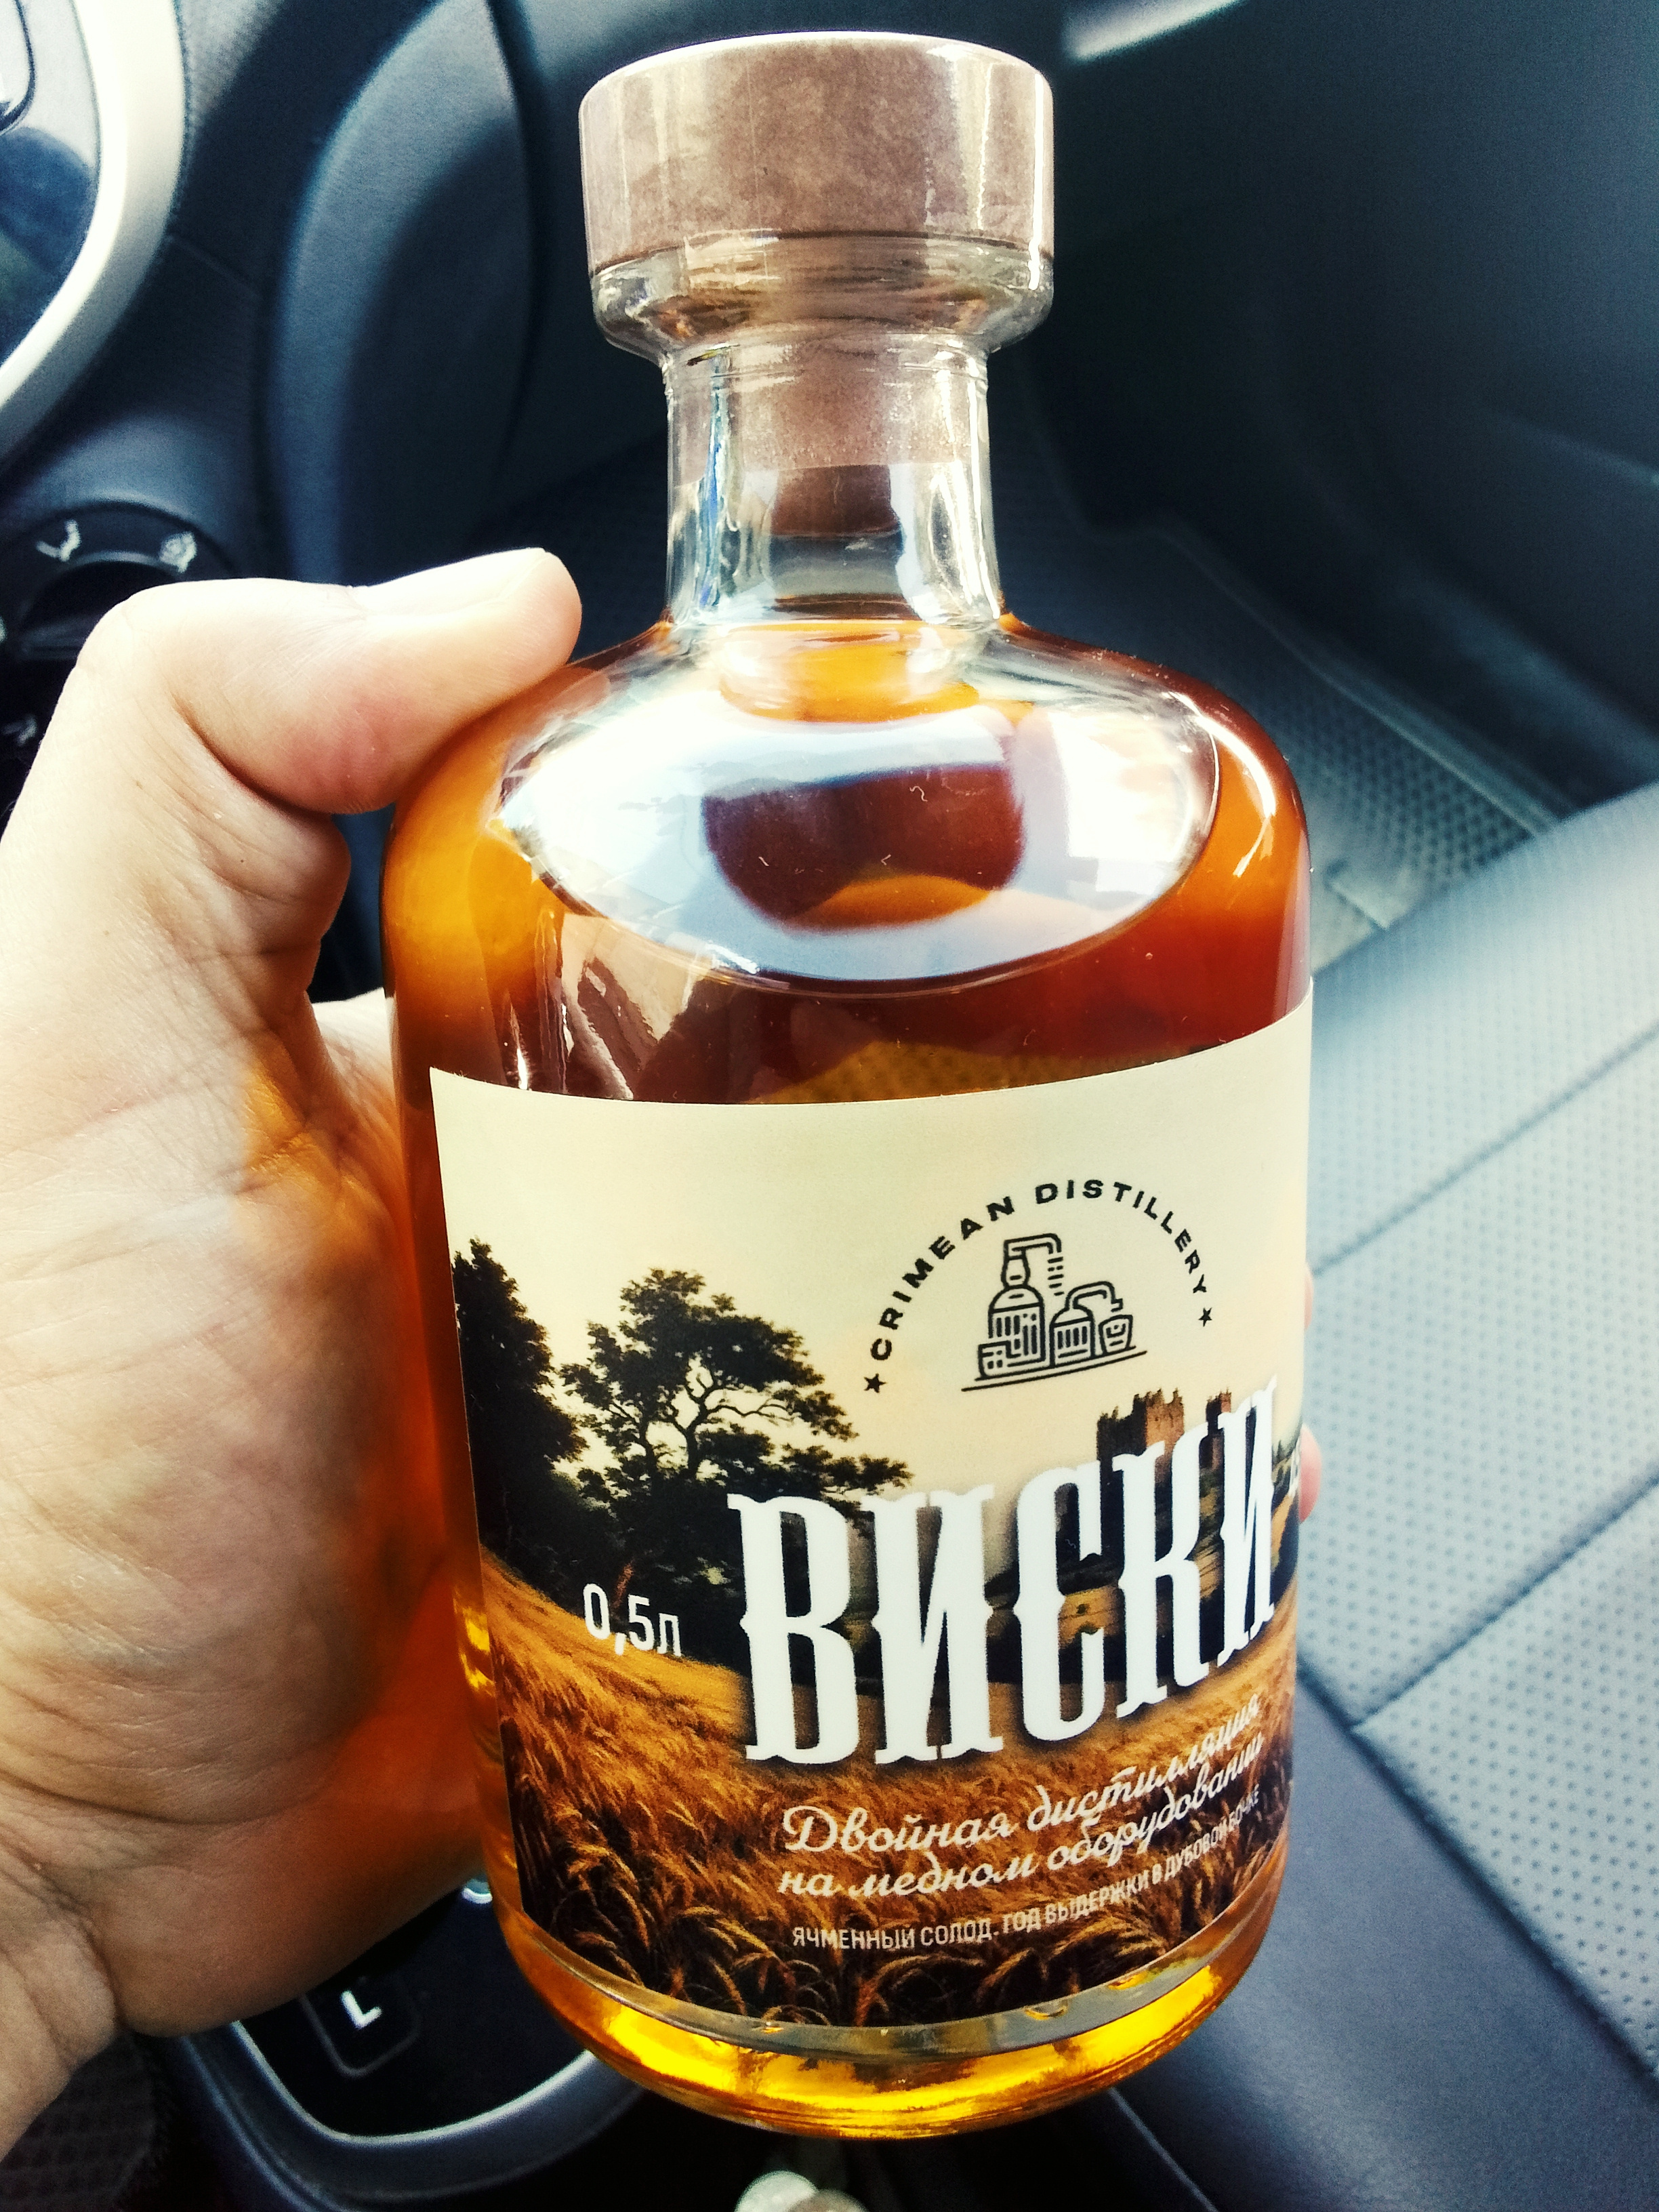 ★ CRIMEAN DISTILLERY ★
ВИСКИ
0,5л
Двойная дистилляция
на медном оборудовании
ЯЧМЕННЫЙ СОЛОД. ГОД ВЫДЕРЖКИ В ДУБОВОЙ БОЧКЕ
L